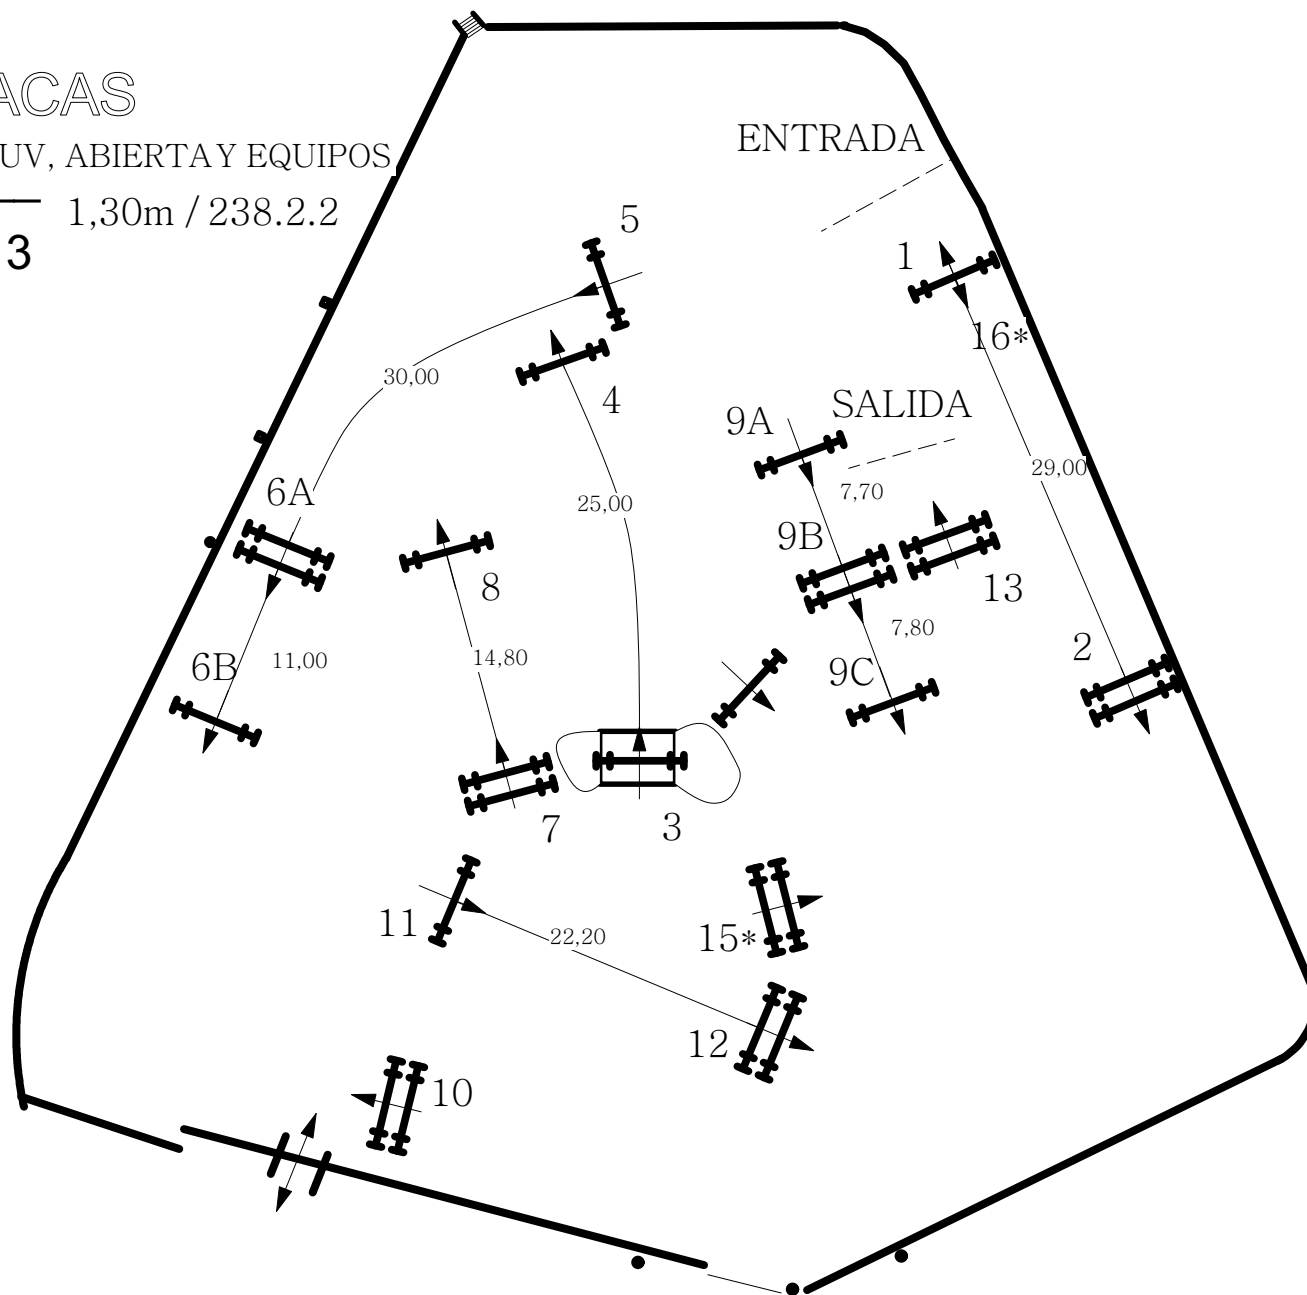 ACAS
UV, ABIERTA Y EQUIPOS
1,30m / 238.2.2
3
ENTRADA
5
1
16*
30,00
4
SALIDA
9A
29,00
7,70
6A
25,00
9B
8
13
7,80
14,80
2
6B
11,00
9C
7
3
11
22,20
15*
12
10